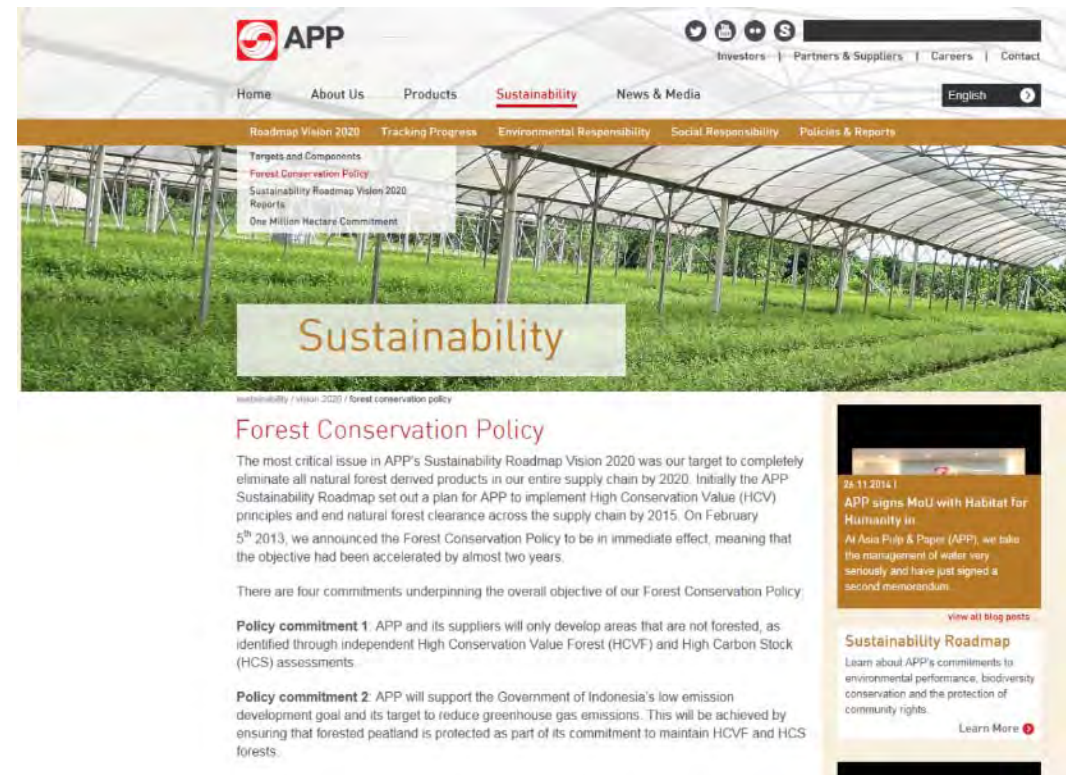 APP
Investors | Partners & Suppliers | Careers | Contact
Home About Us Products Sustainability News & Media
English
Roadmap Vision 2020 Tracking Progress Environmental Responsibility Social Responsibility Policies & Reports
Targets and Components
Forest Conservation Policy
Sustainability Roadmap Vision 2020
Reports
One Million Hectare Commitment
Sustainability
sustainability / vision 2020 / forest conservation policy
Forest Conservation Policy
The most critical issue in APP's Sustainability Roadmap Vision 2020 was our target to completely
eliminate all natural forest derived products in our entire supply chain by 2020. Initially the APP
Sustainability Roadmap set out a plan for APP to implement High Conservation Value (HCV)
principles and end natural forest clearance across the supply chain by 2015. On February
5th 2013, we announced the Forest Conservation Policy to be in immediate effect, meaning that
the objective had been accelerated by almost two years.
There are four commitments underpinning the overall objective of our Forest Conservation Policy:
Policy commitment 1: APP and its suppliers will only develop areas that are not forested, as
identified through independent High Conservation Value Forest (HCVF) and High Carbon Stock
(HCS) assessments
Policy commitment 2: APP will support the Government of Indonesia's low emission
development goal and its target to reduce greenhouse gas emissions. This will be achieved by
ensuring that forested peatland is protected as part of its commitment to maintain HCVF and HCS
forests.
26.11.2014 |
APP signs MoU with Habitat for
Humanity in
At Asia Pulp & Paper (APP), we take
the management of water very
seriously and have just signed a
second memorandum
view all blog posts
Sustainability Roadmap
Learn about APP's commitments to
environmental performance, biodiversity
conservation and the protection of
community rights.
Learn More